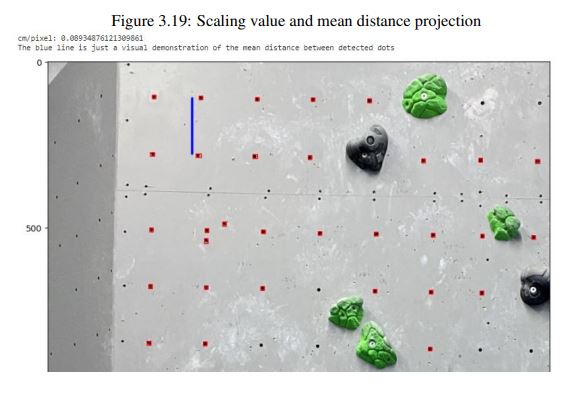 Figure 3.19: Scaling value and mean distance projection
cm/pixel: 0.08934876121309861
The blue line is just a visual demonstration of the mean distance between detected dots
0
500